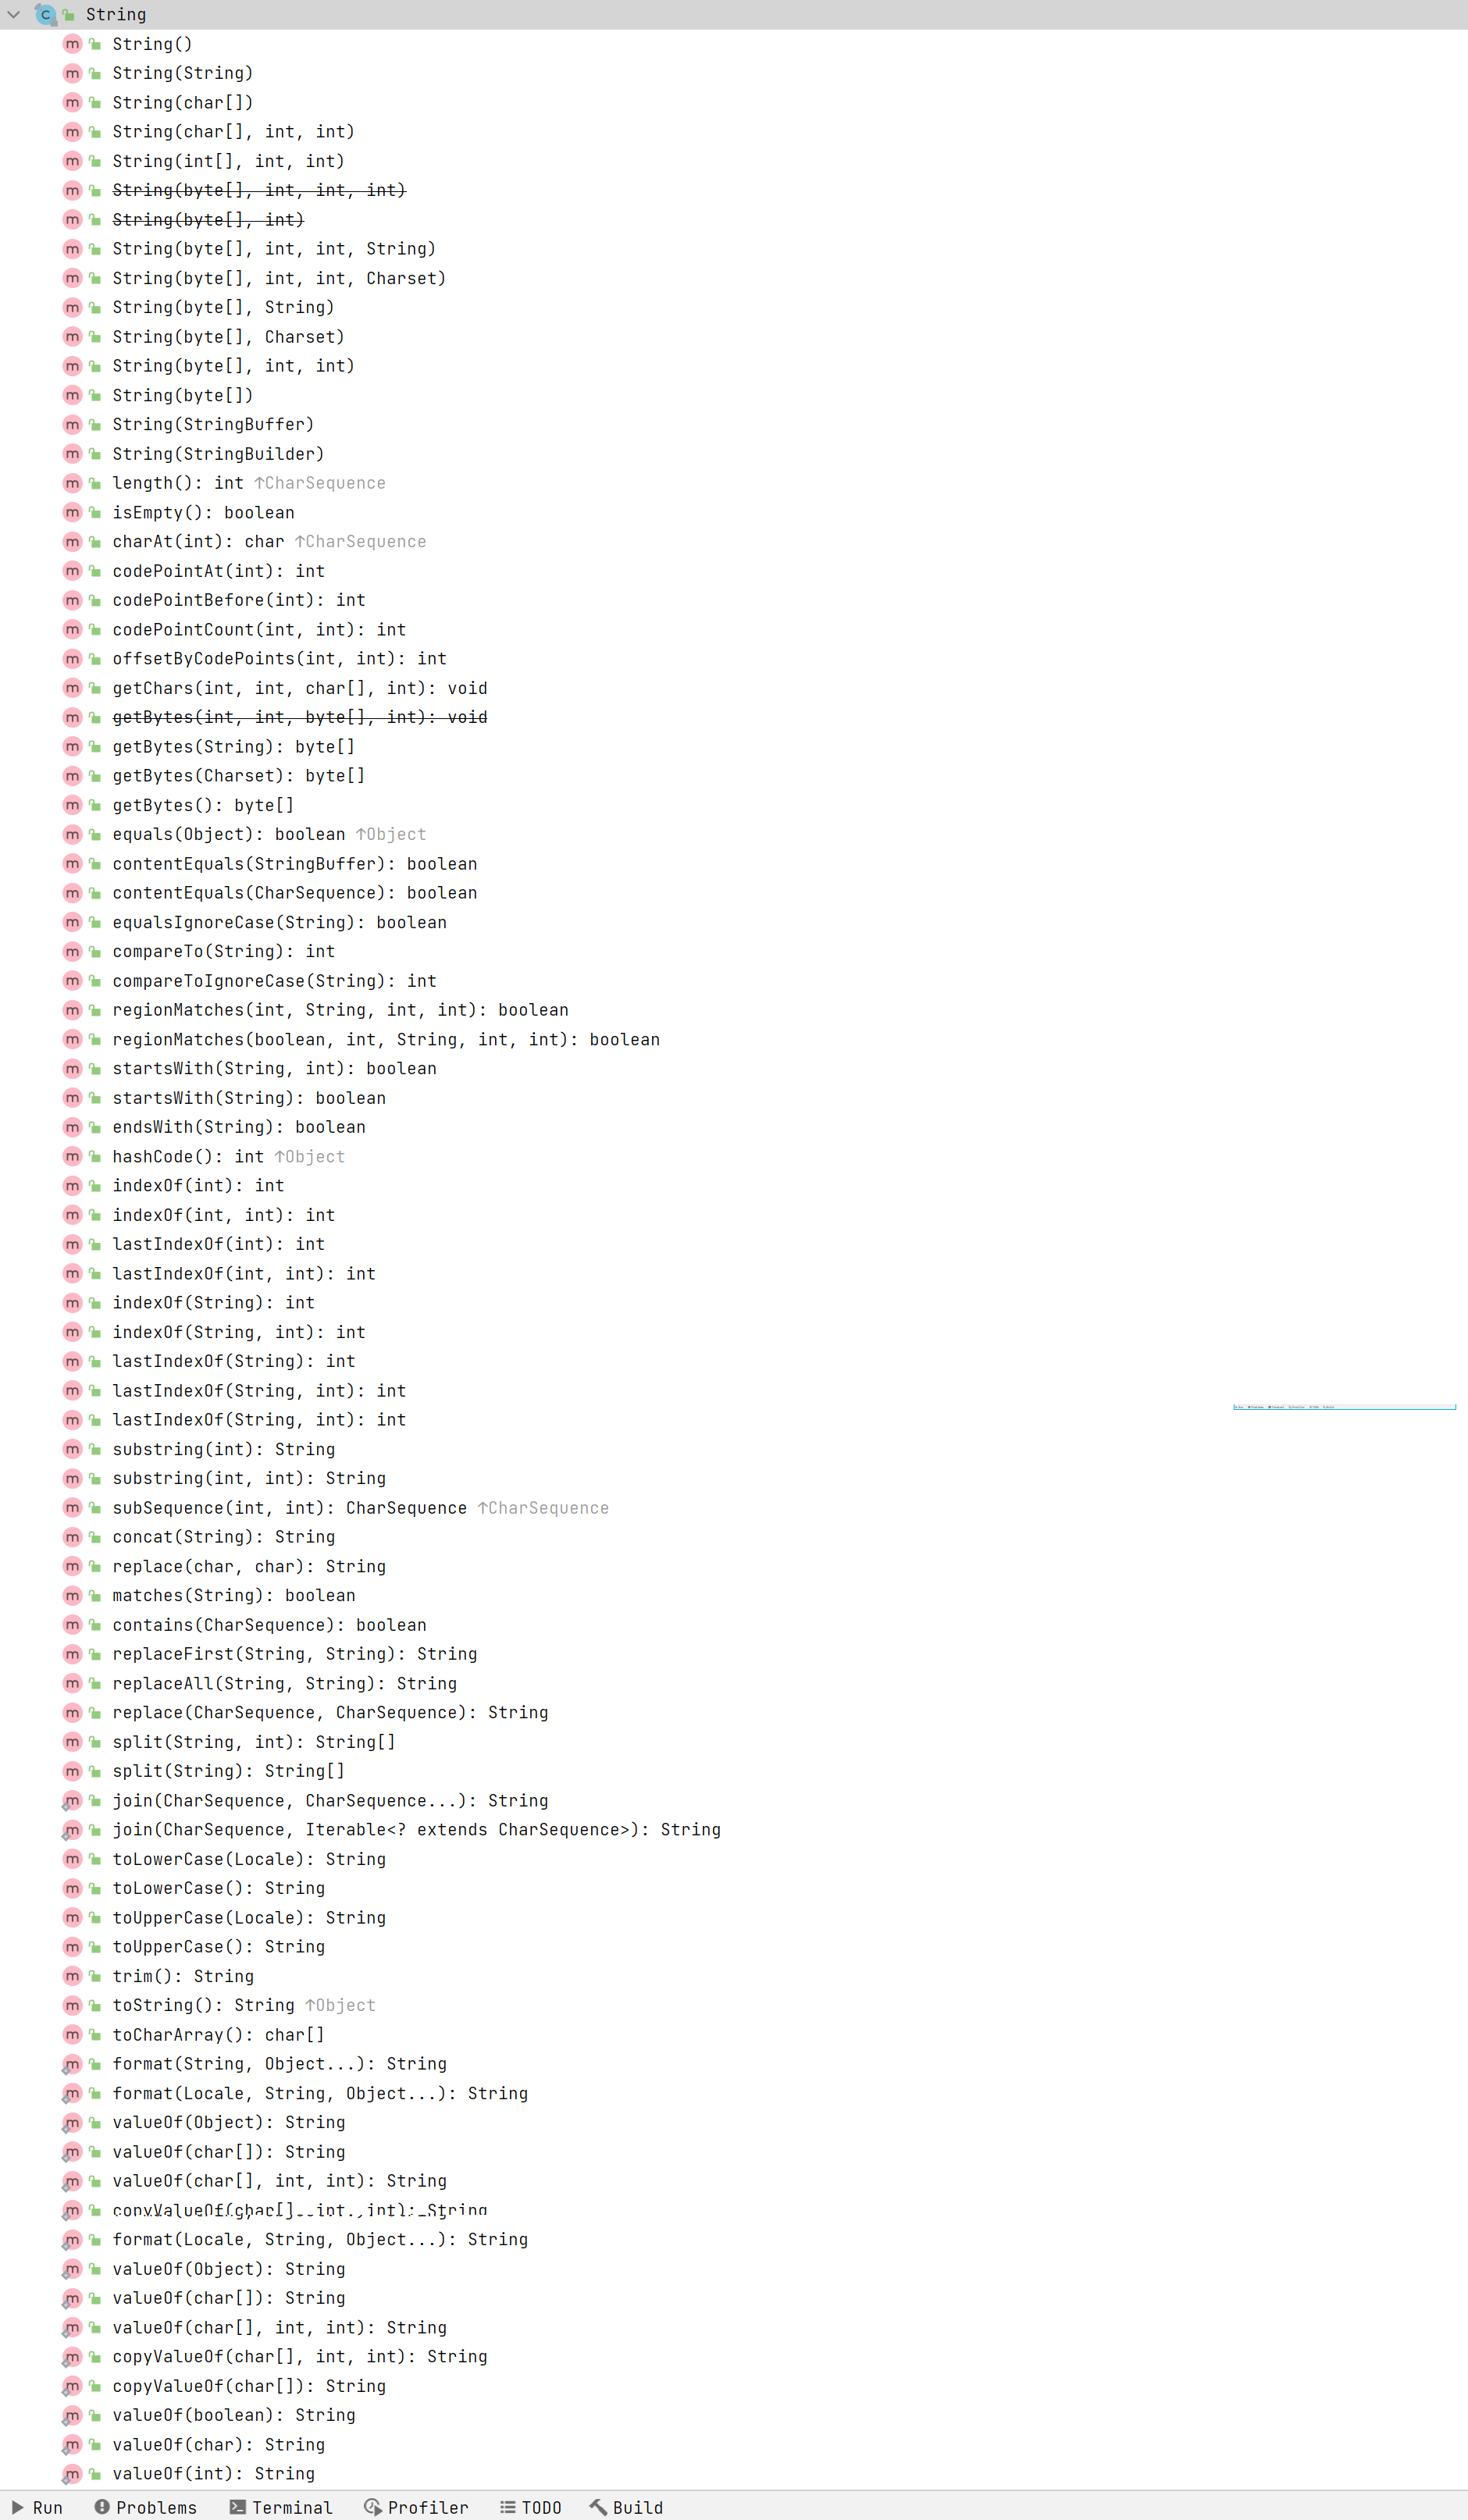 String
String()
String(String)
String(char[])
String(char[], int, int)
String(int[], int, int)
String(byte[], int, int, int)
String(byte[], int)
String(byte[], int, int, String)
String(byte[], int, int, Charset)
String(byte[], String)
String(byte[], Charset)
String(byte[], int, int)
String(byte[])
String(StringBuffer)
String(StringBuilder)
length(): int ↑CharSequence
isEmpty(): boolean
charAt(int): char ↑CharSequence
codePointAt(int): int
codePointBefore(int): int
codePointCount(int, int): int
offsetByCodePoints(int, int): int
getChars(int, int, char[], int): void
getBytes(int, int, byte[], int): void
getBytes(String): byte[]
getBytes(Charset): byte[]
getBytes(): byte[]
equals(Object): boolean ↑Object
contentEquals(StringBuffer): boolean
contentEquals(CharSequence): boolean
equalsIgnoreCase(String): boolean
compareTo(String): int
compareToIgnoreCase(String): int
regionMatches(int, String, int, int): boolean
regionMatches(boolean, int, String, int, int): boolean
startsWith(String, int): boolean
startsWith(String): boolean
endsWith(String): boolean
hashCode(): int ↑Object
indexOf(int): int
indexOf(int, int): int
lastIndexOf(int): int
lastIndexOf(int, int): int
indexOf(String): int
indexOf(String, int): int
lastIndexOf(String): int
lastIndexOf(String, int): int
lastIndexOf(String, int): int
substring(int): String
substring(int, int): String
subSequence(int, int): CharSequence ↑CharSequence
concat(String): String
replace(char, char): String
matches(String): boolean
contains(CharSequence): boolean
replaceFirst(String, String): String
replaceAll(String, String): String
replace(CharSequence, CharSequence): String
split(String, int): String[]
split(String): String[]
join(CharSequence, CharSequence...): String
join(CharSequence, Iterable<? extends CharSequence>): String
toLowerCase(Locale): String
toLowerCase(): String
toUpperCase(Locale): String
toUpperCase(): String
trim(): String
toString(): String ↑Object
toCharArray(): char[]
format(String, Object...): String
format(Locale, String, Object...): String
valueOf(Object): String
valueOf(char[]): String
valueOf(char[], int, int): String
copyValueOf(char[], int, int): String
format(Locale, String, Object...): String
valueOf(Object): String
valueOf(char[]): String
valueOf(char[], int, int): String
copyValueOf(char[], int, int): String
copyValueOf(char[]): String
valueOf(boolean): String
valueOf(char): String
valueOf(int): String
Run Problems Terminal Profiler TODO Build